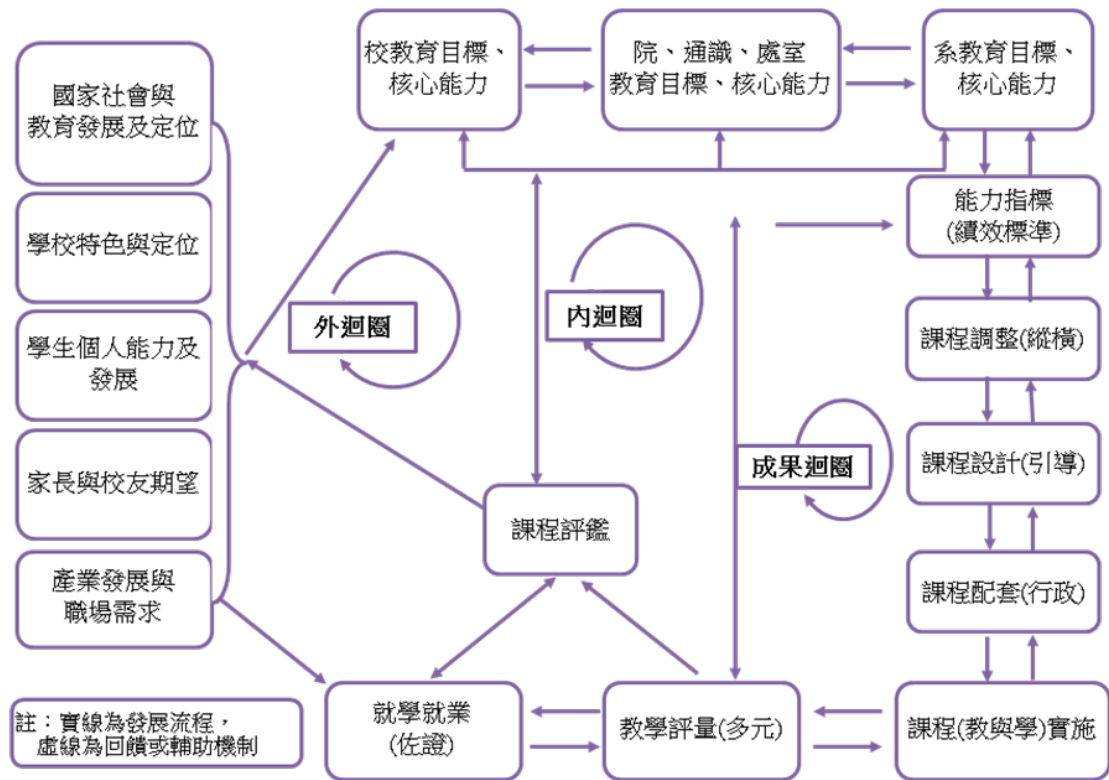 校教育目標、
核心能力
院、通識、處室
教育目標、核心能力
系教育目標、
核心能力
國家社會與
教育發展及定位
學校特色與定位
學生個人能力及
發展
家長與校友期望
產業發展與
職場需求
外迴圈
內迴圈
成果迴圈
能力指標
(績效標準)
課程調整(縱橫)
課程設計(引導)
課程配套(行政)
課程評鑑
就學就業
(佐證)
教學評量(多元)
課程(教與學)實施
註：實線為發展流程，
虛線為回饋或輔助機制